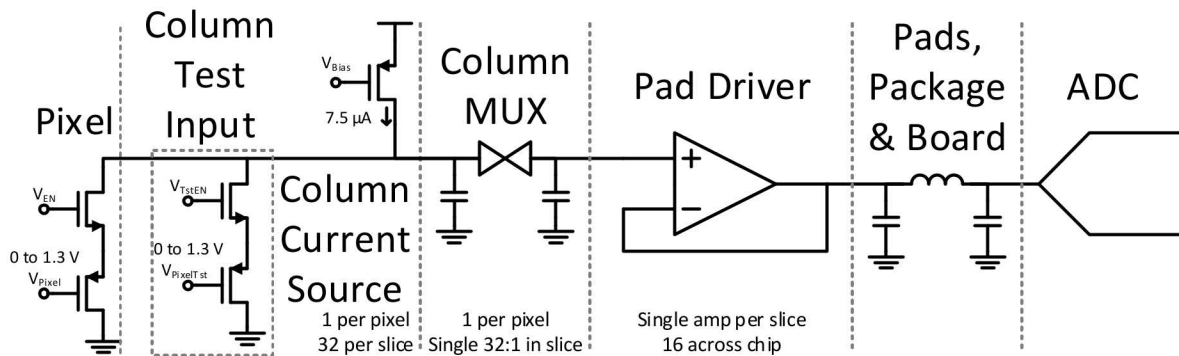 Pixel
Column
Test
Input
V_EN
0 to 1.3 V
V_Pixel
V_TstEN
0 to 1.3 V
V_PixelTst
V_Bias
7.5 µA
Column
Current
Source
1 per pixel
32 per slice
Column
MUX
1 per pixel
Single 32:1 in slice
Pad Driver
+
−
Single amp per slice
16 across chip
Pads,
Package
& Board
ADC